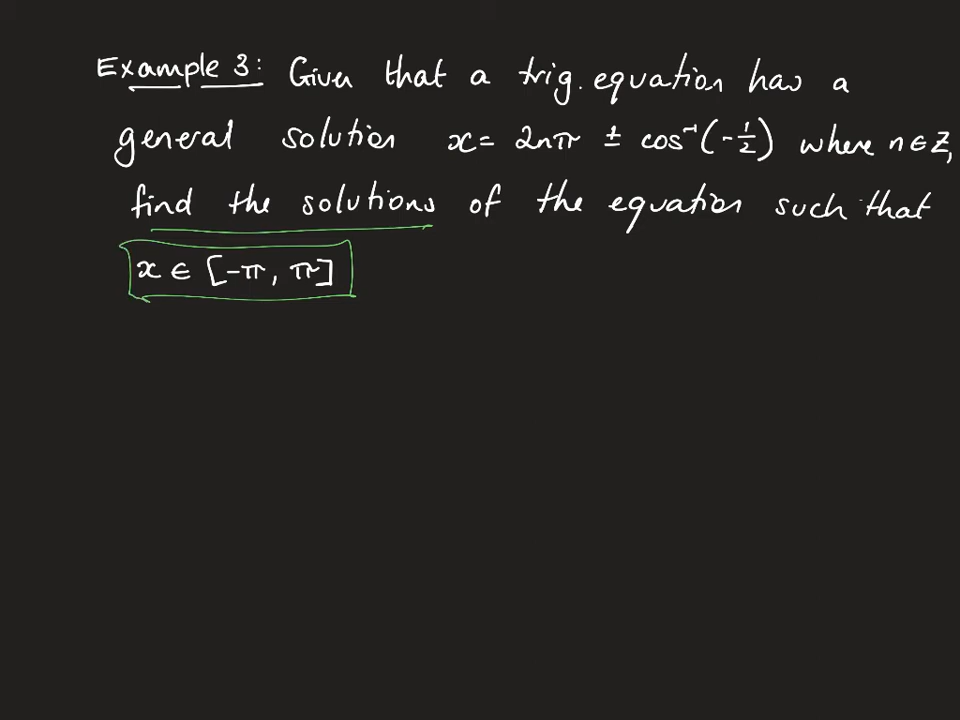 Example 3: Given that a trig. equation has a
general solution x = 2nπ ± cos⁻¹(-1/2) where n∈Z,
find the solutions of the equation such that
x ∈ [-π, π]